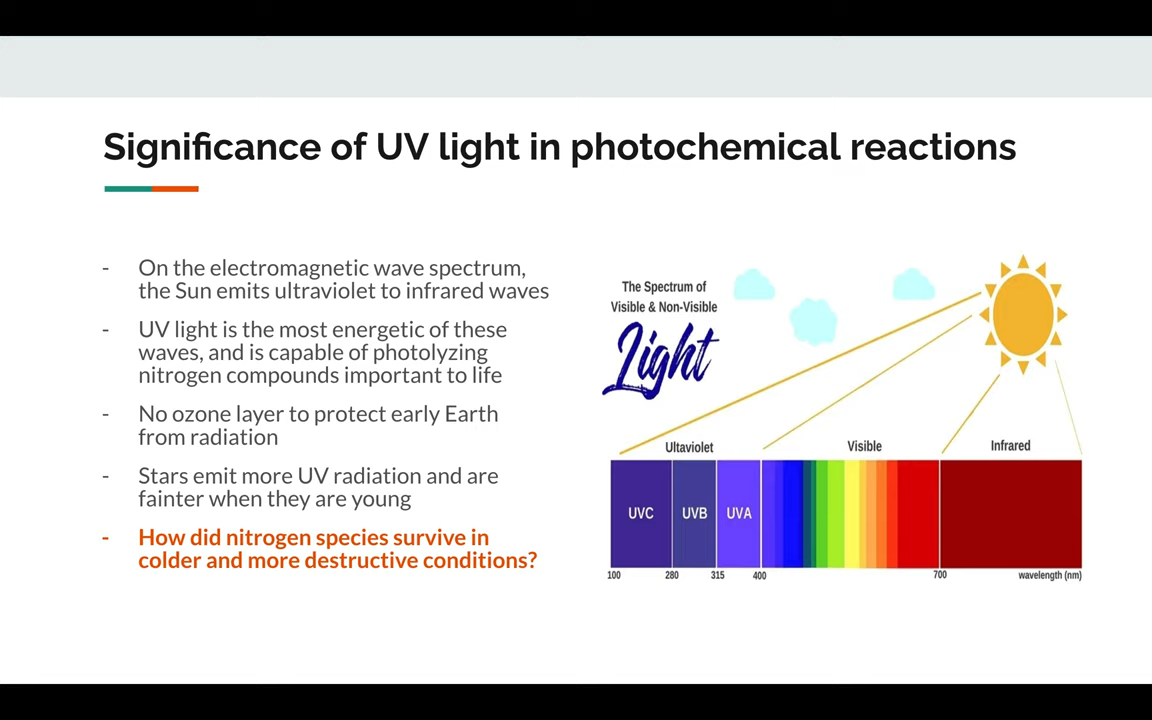 Significance of UV light in photochemical reactions
- On the electromagnetic wave spectrum,
the Sun emits ultraviolet to infrared waves
- UV light is the most energetic of these
waves, and is capable of photolyzing
nitrogen compounds important to life
- No ozone layer to protect early Earth
from radiation
- Stars emit more UV radiation and are
fainter when they are young
- How did nitrogen species survive in
colder and more destructive conditions?
The Spectrum of
Visible & Non-Visible
Light
Ultaviolet Visible Infrared
UVC UVB UVA
100 280 315 400 700 wavelength (nm)